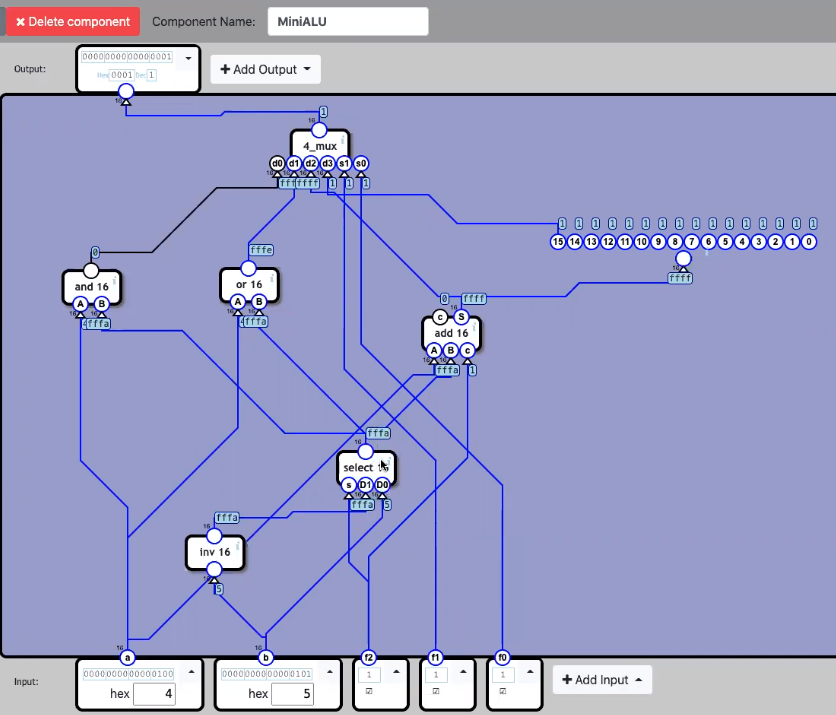 ✖ Delete component Component Name: MiniALU
Output: 0000000000000001 + Add Output
Hex 0001 Dec 1
16
1
16
4_mux
d0 d1 d2 d3 s1 s0
16 16 16 16
ffff ffff 1 1 1
1 1 1 1 1 1 1 1 1 1 1 1 1 1 1 1
15 14 13 12 11 10 9 8 7 6 5 4 3 2 1 0
16
ffff
0
and 16
A B
16 16
fffa
fffe
or 16
A B
16 16
fffa
0 ffff
16
c S
add 16
A B c
16 16
fffa 1
fffa
16
select 16
s D1 D0
16 16
fffa 5
fffa
16
inv 16
16
5
16 a 16 b f2 f1 f0
Input: 0000000000000100 0000000000000101 1 1 1 + Add Input
hex 4 hex 5